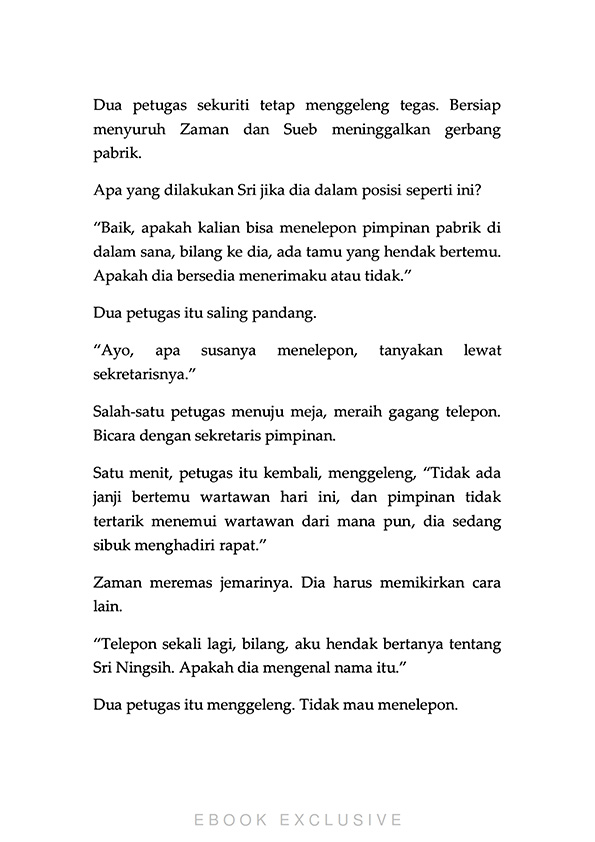 Dua petugas sekuriti tetap menggeleng tegas. Bersiap
menyuruh Zaman dan Sueb meninggalkan gerbang
pabrik.
Apa yang dilakukan Sri jika dia dalam posisi seperti ini?
“Baik, apakah kalian bisa menelepon pimpinan pabrik di
dalam sana, bilang ke dia, ada tamu yang hendak bertemu.
Apakah dia bersedia menerimaku atau tidak.”
Dua petugas itu saling pandang.
“Ayo, apa susanya menelepon, tanyakan lewat
sekretarisnya.”
Salah-satu petugas menuju meja, meraih gagang telepon.
Bicara dengan sekretaris pimpinan.
Satu menit, petugas itu kembali, menggeleng, “Tidak ada
janji bertemu wartawan hari ini, dan pimpinan tidak
tertarik menemui wartawan dari mana pun, dia sedang
sibuk menghadiri rapat.”
Zaman meremas jemarinya. Dia harus memikirkan cara
lain.
“Telepon sekali lagi, bilang, aku hendak bertanya tentang
Sri Ningsih. Apakah dia mengenal nama itu.”
Dua petugas itu menggeleng. Tidak mau menelepon.
EBOOK EXCLUSIVE